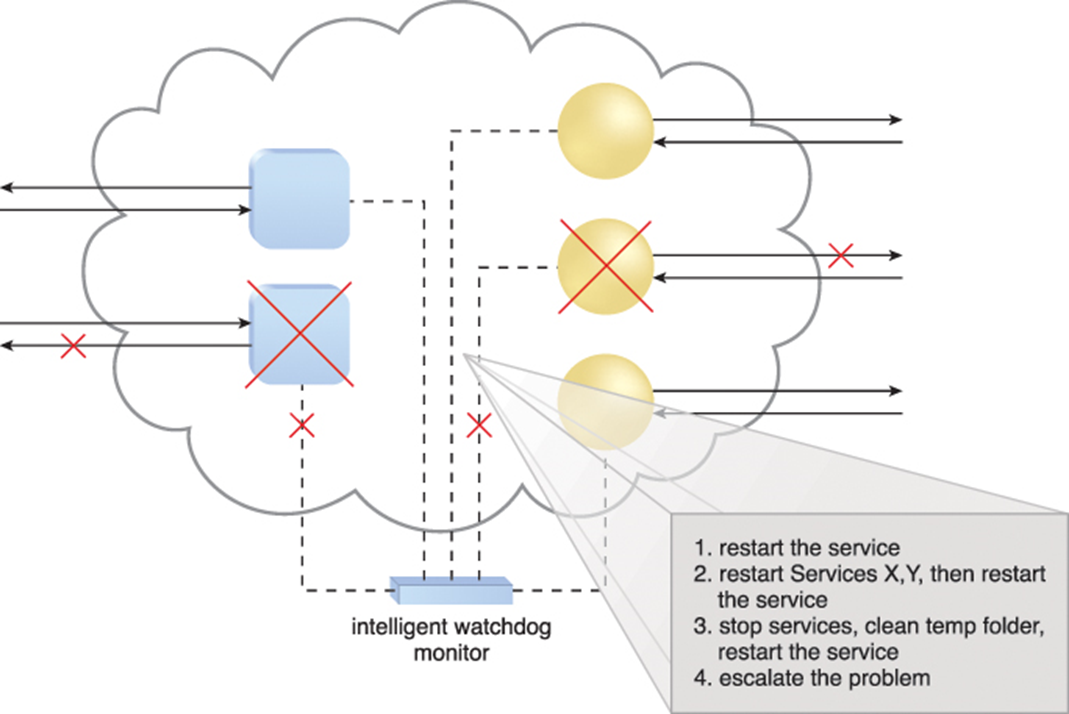 1. restart the service
2. restart Services X,Y, then restart
the service
3. stop services, clean temp folder,
restart the service
4. escalate the problem
intelligent watchdog
monitor